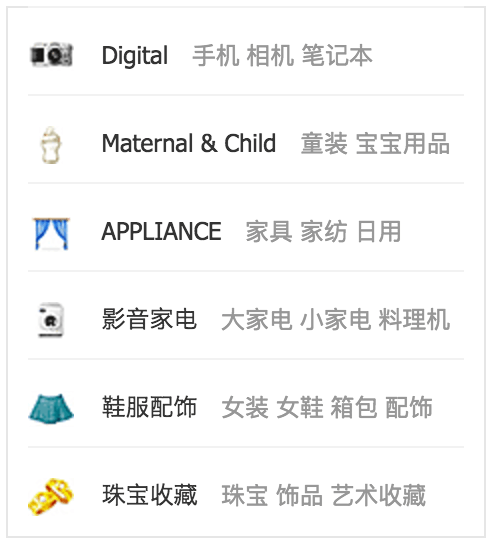 Digital 手机 相机 笔记本
Maternal & Child 童装 宝宝用品
APPLIANCE 家具 家纺 日用
影音家电 大家电 小家电 料理机
鞋服配饰 女装 女鞋 箱包 配饰
珠宝收藏 珠宝 饰品 艺术收藏